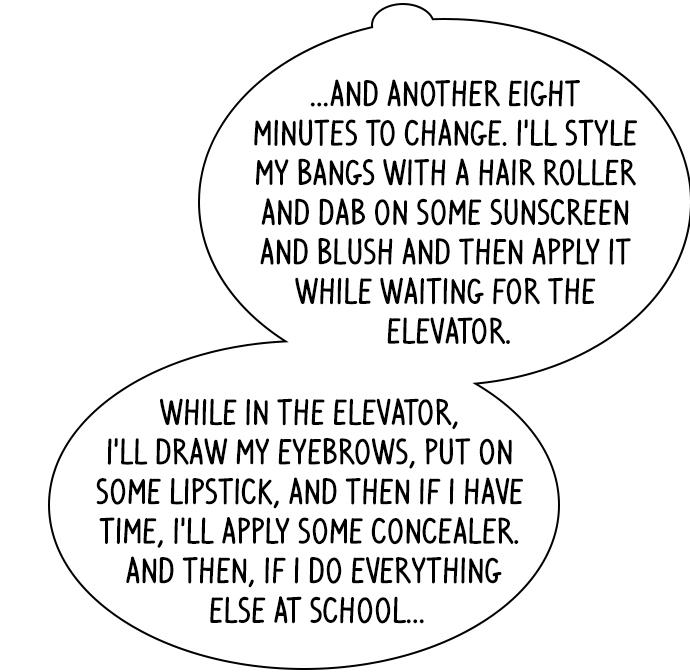 ...AND ANOTHER EIGHT
MINUTES TO CHANGE. I'LL STYLE
MY BANGS WITH A HAIR ROLLER
AND DAB ON SOME SUNSCREEN
AND BLUSH AND THEN APPLY IT
WHILE WAITING FOR THE
ELEVATOR.
WHILE IN THE ELEVATOR,
I'LL DRAW MY EYEBROWS, PUT ON
SOME LIPSTICK, AND THEN IF I HAVE
TIME, I'LL APPLY SOME CONCEALER.
AND THEN, IF I DO EVERYTHING
ELSE AT SCHOOL...